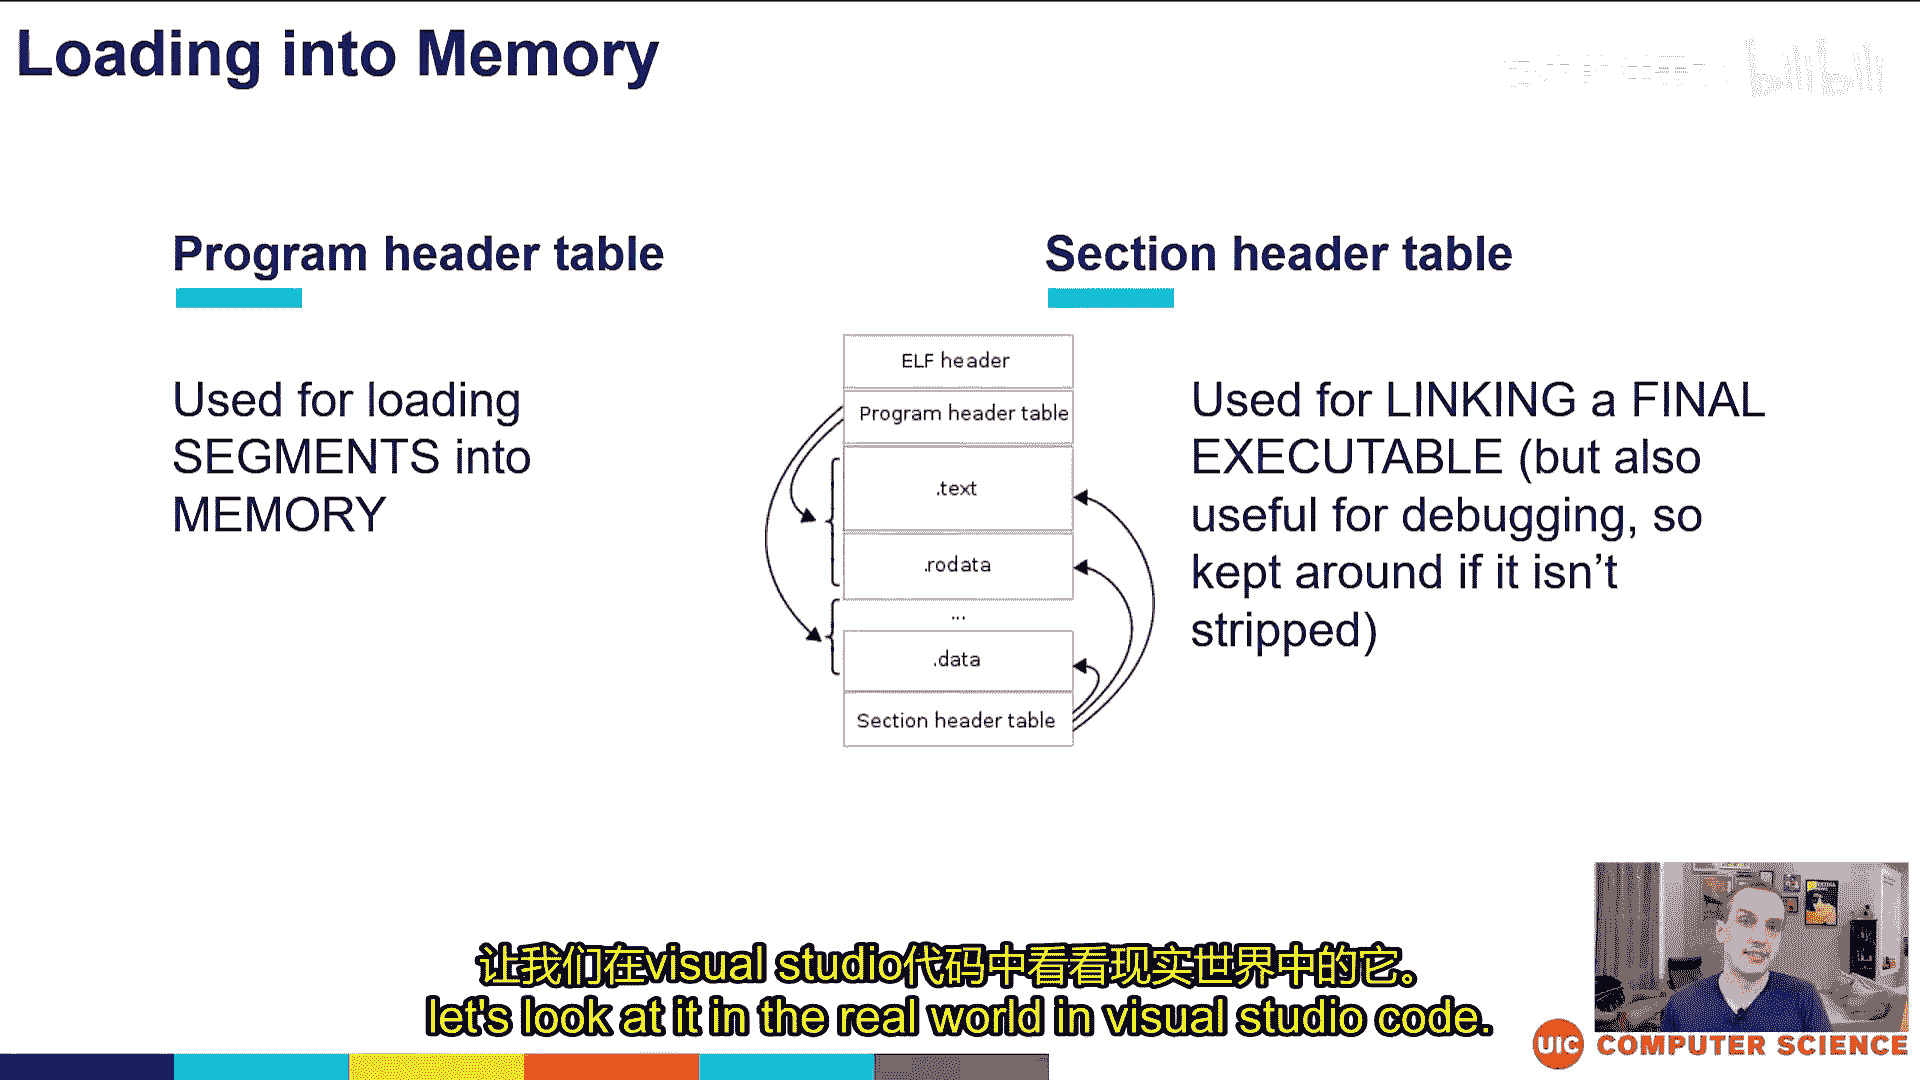 Loading into Memory
bilibili
Program header table
Used for loading
SEGMENTS into
MEMORY
Section header table
Used for LINKING a FINAL
EXECUTABLE (but also
useful for debugging, so
kept around if it isn’t
stripped)
ELF header
Program header table
.text
.rodata
...
.data
Section header table
让我们在visual studio代码中看看现实世界中的它。
let's look at it in the real world in visual studio code.
UIC COMPUTER SCIENCE